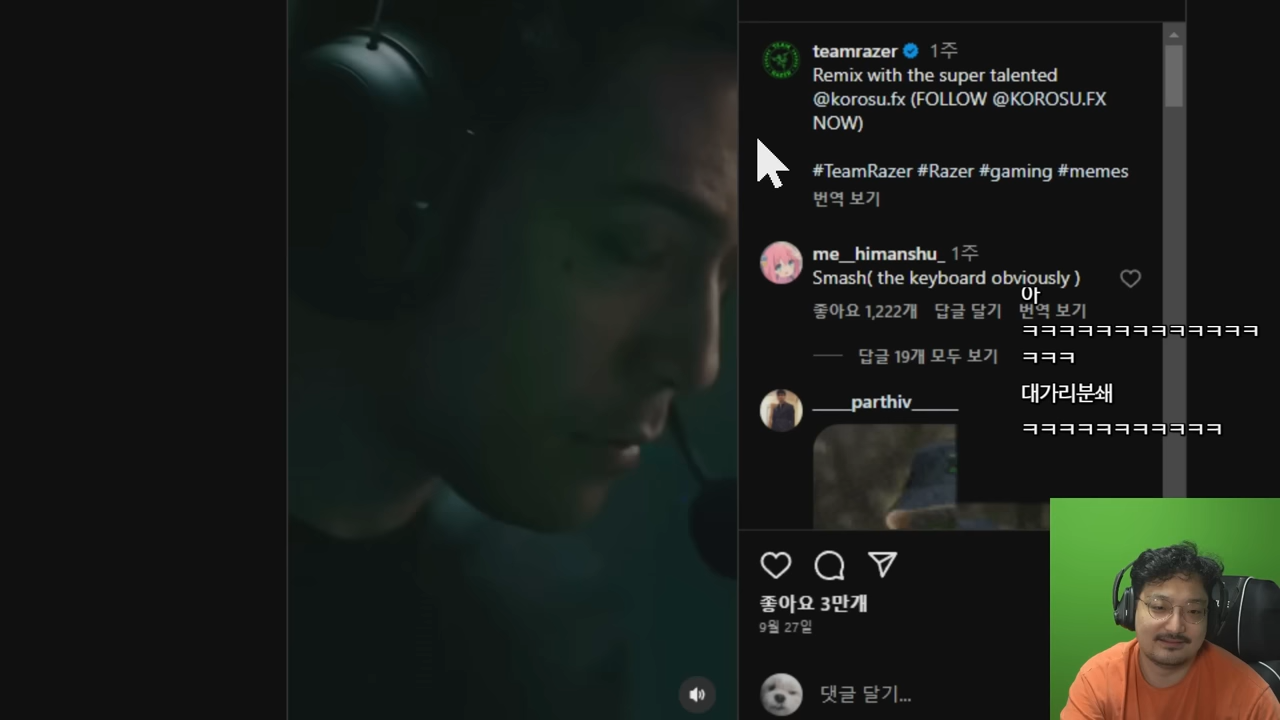 teamrazer 1주
Remix with the super talented
@korosu.fx (FOLLOW @KOROSU.FX
NOW)
#TeamRazer #Razer #gaming #memes
번역 보기
me__himanshu_ 1주
Smash( the keyboard obviously )
좋아요 1,222개 답글 달기 번역 보기
답글 19개 모두 보기
아
ㅋㅋㅋㅋㅋㅋㅋㅋㅋㅋㅋㅋㅋ
ㅋㅋㅋ
대가리분쇄
ㅋㅋㅋㅋㅋㅋㅋㅋㅋㅋㅋ
____parthiv_____
좋아요 3만개
9월 27일
댓글 달기...